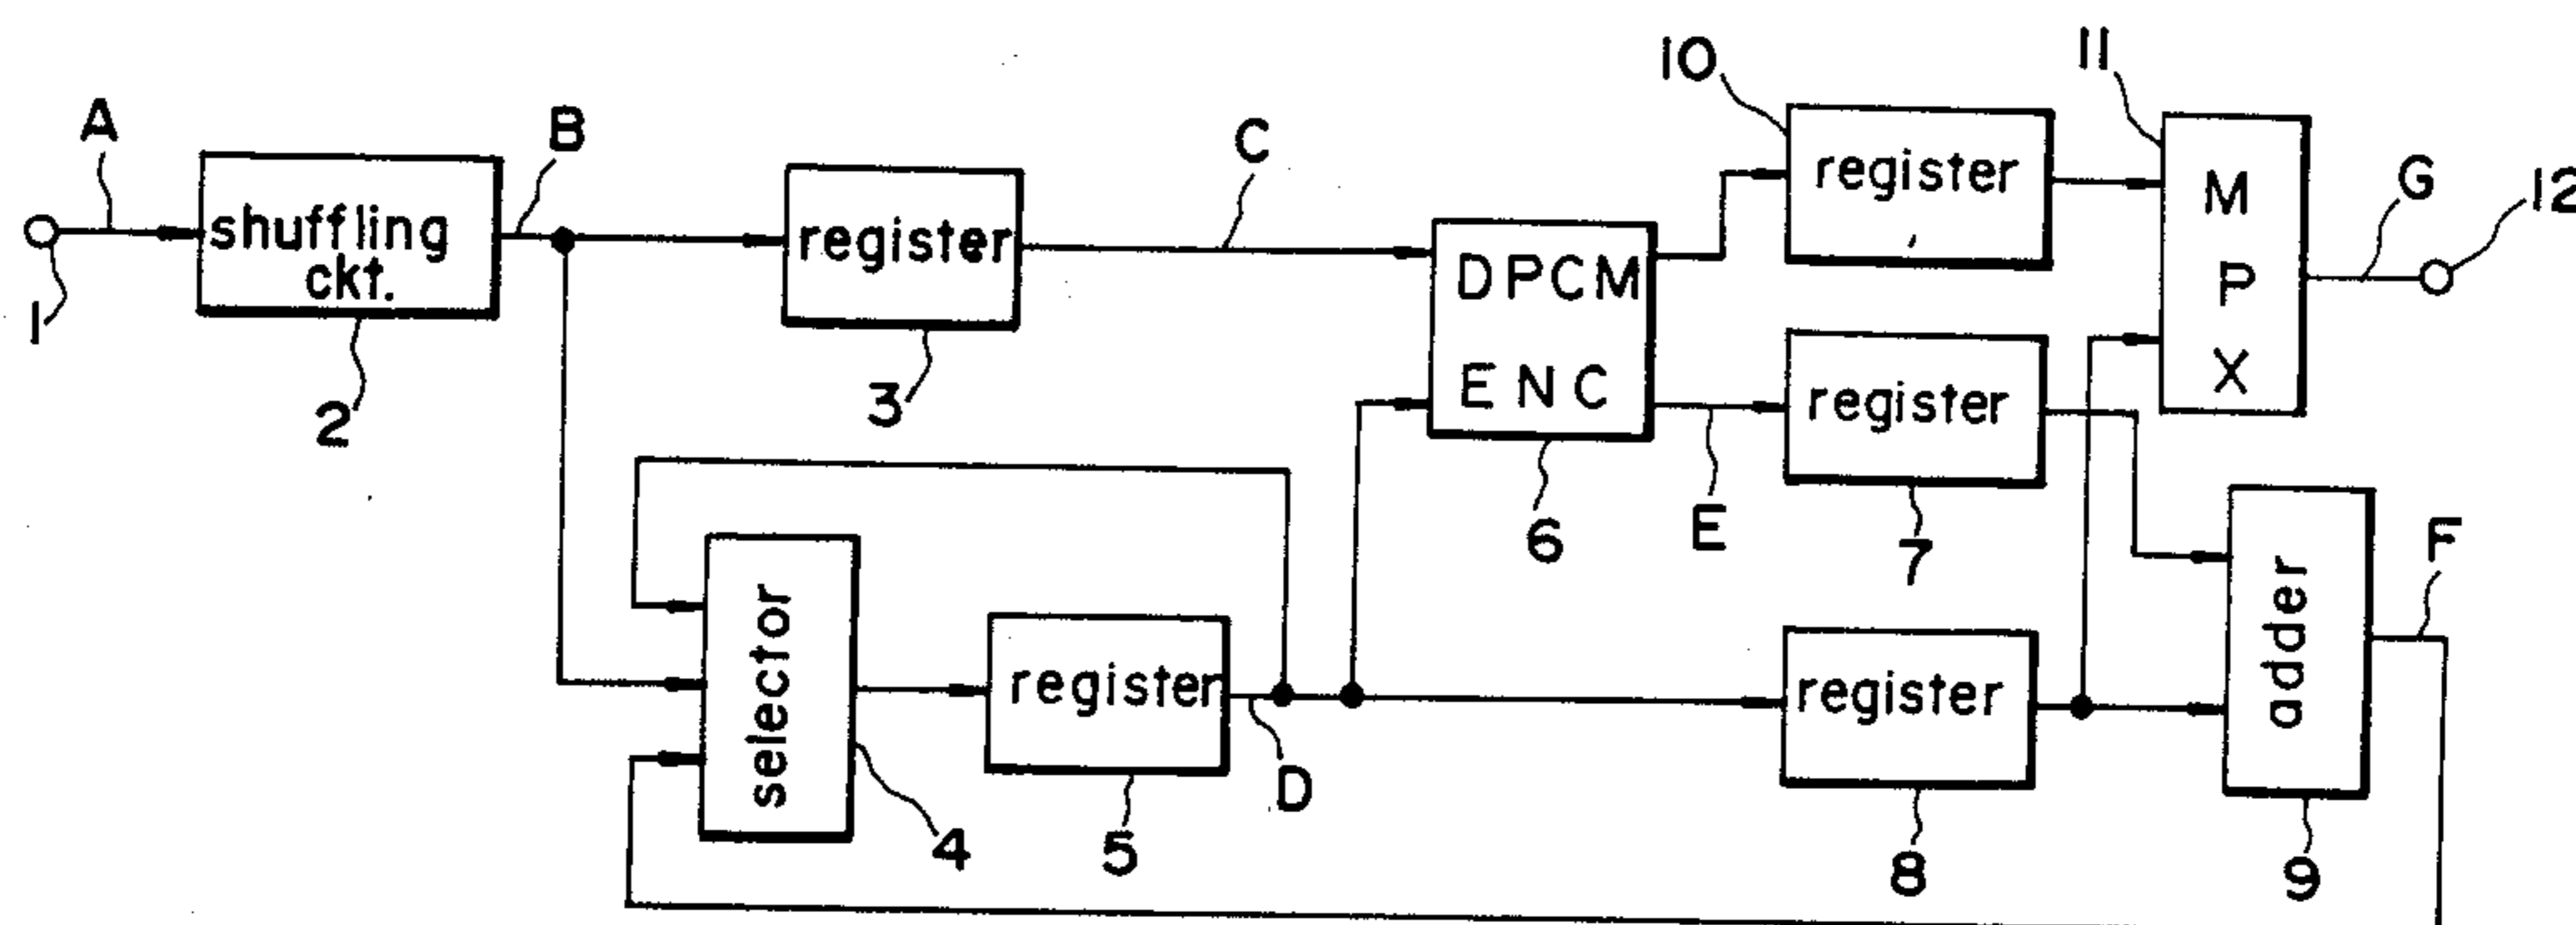 A
1
shuffling
ckt.
2
B
register
3
C
DPCM
ENC
6
10
register
11
M
P
X
G
12
E
register
7
selector
4
register
5
D
register
8
adder
9
F